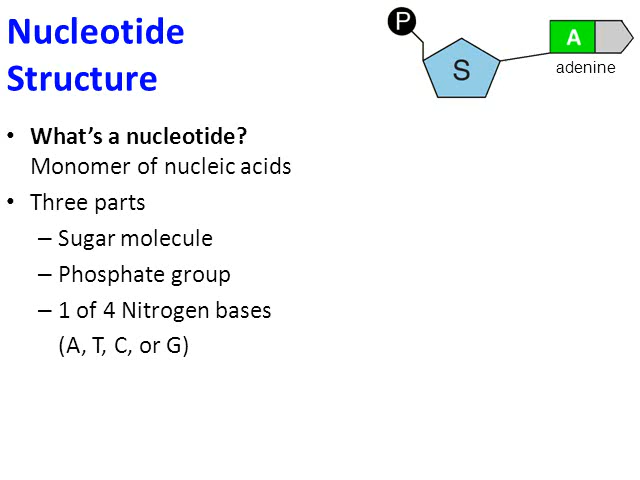 Nucleotide
Structure
P
S
A
adenine
• What's a nucleotide?
Monomer of nucleic acids
• Three parts
– Sugar molecule
– Phosphate group
– 1 of 4 Nitrogen bases
(A, T, C, or G)